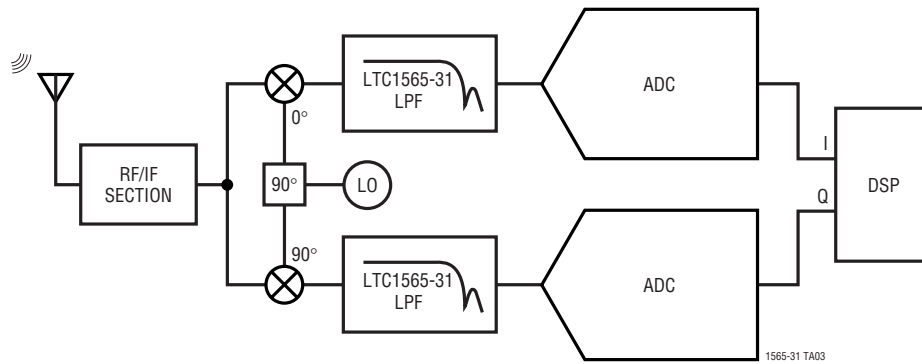 RF/IF
SECTION
0°
90°
LO
90°
LTC1565-31
LPF
ADC
LTC1565-31
LPF
ADC
I
Q
DSP
1565-31 TA03